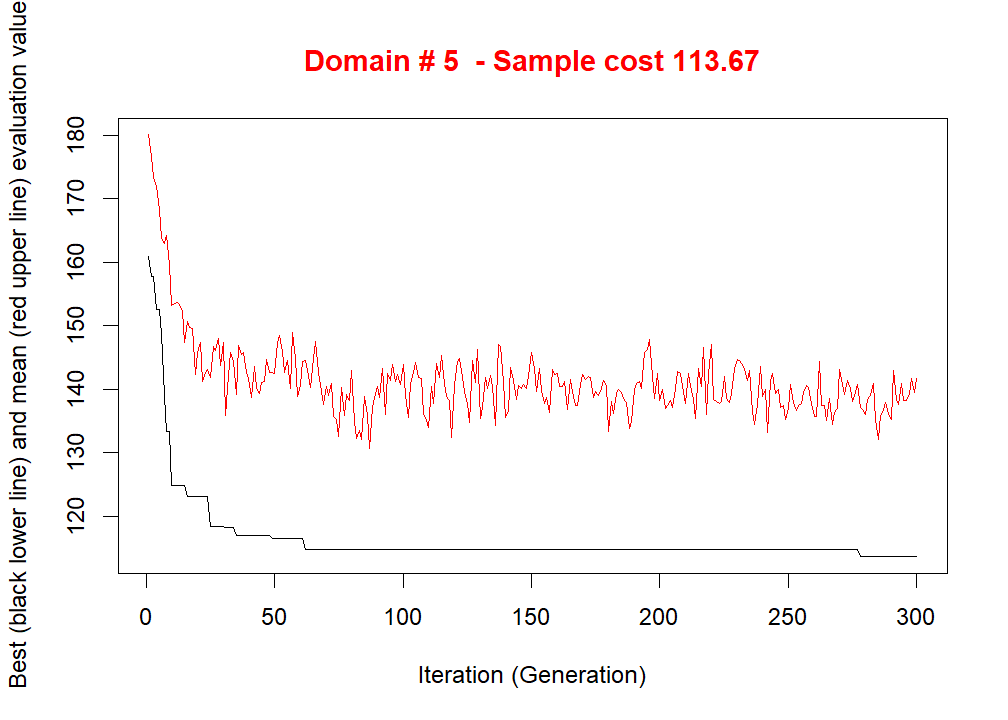 Domain # 5  - Sample cost 113.67
Best (black lower line) and mean (red upper line) evaluation value
180
170
160
150
140
130
120
0 50 100 150 200 250 300
Iteration (Generation)